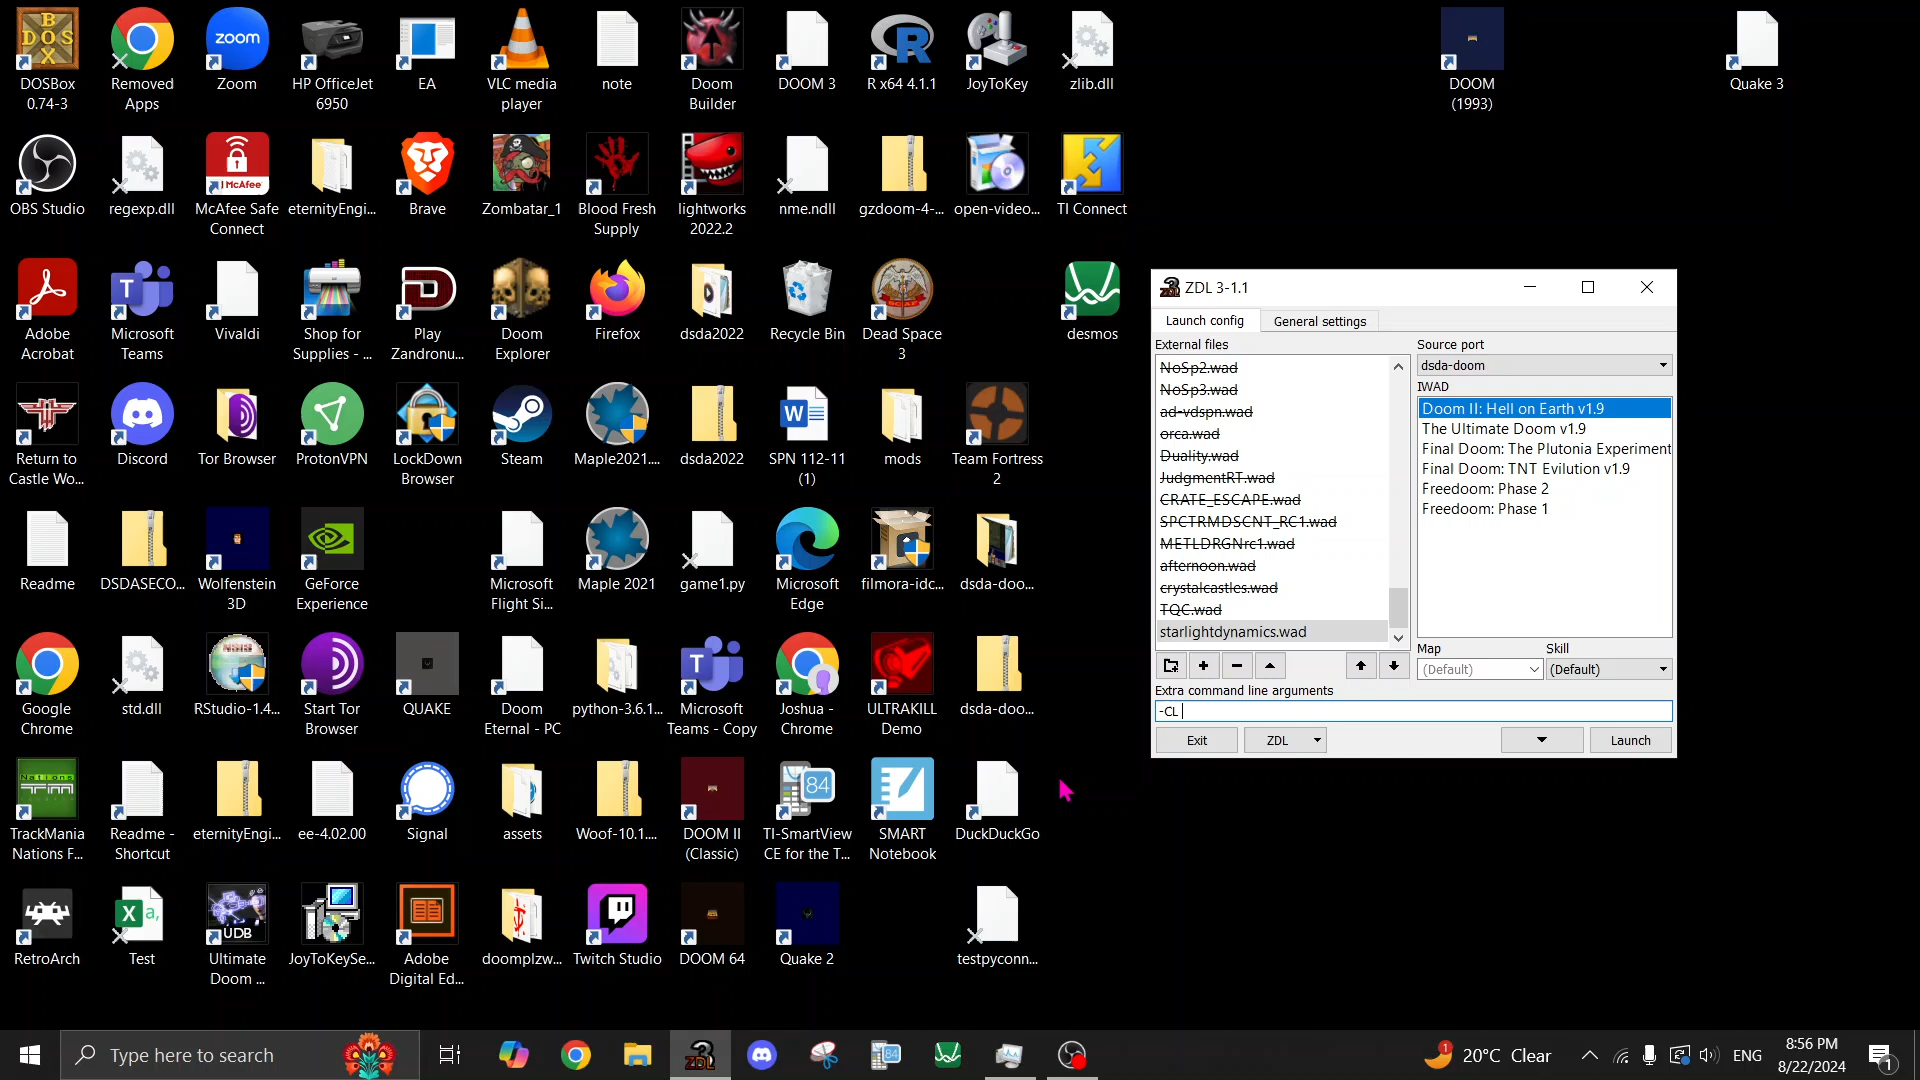 DOSBox
0.74-3
Removed
Apps
zoom
Zoom
HP OfficeJet
6950
EA
VLC media
player
note
Doom
Builder
DOOM 3
R x64 4.1.1
JoyToKey
zlib.dll
DOOM
(1993)
Quake 3
OBS Studio
regexp.dll
McAfee
McAfee Safe
Connect
eternityEngi...
Brave
Zombatar_1
Blood Fresh
Supply
lightworks
2022.2
nme.ndll
gzdoom-4-...
open-video...
TI Connect
Adobe
Acrobat
Microsoft
Teams
Vivaldi
Shop for
Supplies - ...
Play
Zandronu...
Doom
Explorer
Firefox
dsda2022
Recycle Bin
Dead Space
3
desmos
Return to
Castle Wo...
Discord
Tor Browser
ProtonVPN
LockDown
Browser
Steam
Maple2021....
dsda2022
SPN 112-11
(1)
mods
Team Fortress
2
Readme
DSDASECO...
Wolfenstein
3D
GeForce
Experience
Microsoft
Flight Si...
Maple 2021
game1.py
Microsoft
Edge
filmora-idc...
dsda-doo...
Google
Chrome
std.dll
RStudio-1.4...
Start Tor
Browser
QUAKE
Doom
Eternal - PC
python-3.6.1...
Microsoft
Teams - Copy
Joshua -
Chrome
ULTRAKILL
Demo
dsda-doo...
TrackMania
Nations F...
Readme -
Shortcut
eternityEngi...
ee-4.02.00
Signal
assets
Woof-10.1....
DOOM II
(Classic)
84
TI-SmartView
CE for the T...
SMART
Notebook
DuckDuckGo
RetroArch
Test
UDB
Ultimate
Doom ...
JoyToKeySe...
Adobe
Digital Ed...
doomplzw...
Twitch Studio
DOOM 64
Quake 2
testpyconn...
ZDL 3-1.1
Launch config
General settings
External files
NoSp2.wad
NoSp3.wad
ad-vdspn.wad
orca.wad
Duality.wad
JudgmentRT.wad
CRATE_ESCAPE.wad
SPCTRMDSCNT_RC1.wad
METLDRGNrc1.wad
afternoon.wad
crystalcastles.wad
TQC.wad
starlightdynamics.wad
Source port
dsda-doom
IWAD
Doom II: Hell on Earth v1.9
The Ultimate Doom v1.9
Final Doom: The Plutonia Experiment
Final Doom: TNT Evilution v1.9
Freedoom: Phase 2
Freedoom: Phase 1
Map
Skill
(Default)
(Default)
Extra command line arguments
-CL
Exit
ZDL
Launch
Type here to search
ZDL
84
1
20°C Clear
ENG
8:56 PM
8/22/2024
1